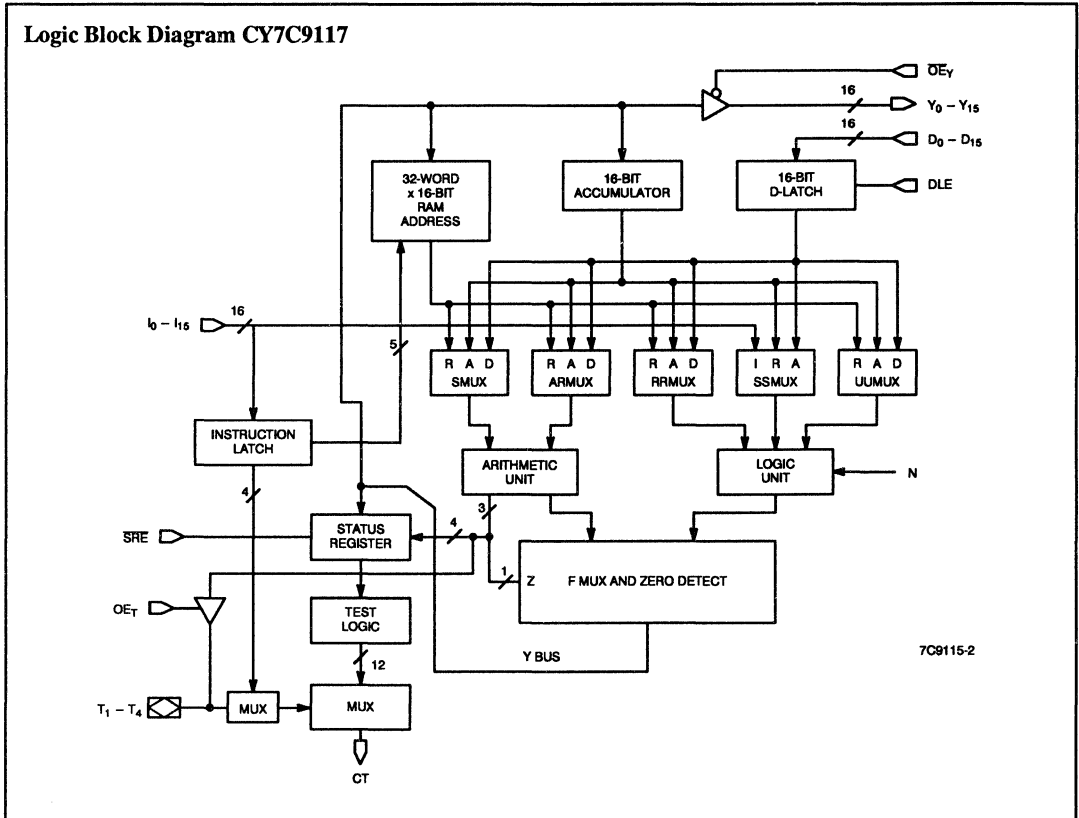 Logic Block Diagram CY7C9117
OE̅Y
16
Y0 – Y15
16
D0 – D15
32-WORD
x 16-BIT
RAM
ADDRESS
16-BIT
ACCUMULATOR
16-BIT
D-LATCH
DLE
I0 – I15
16
5
R A D
SMUX
R A D
ARMUX
R A D
RRMUX
I R A
SSMUX
R A D
UUMUX
INSTRUCTION
LATCH
ARITHMETIC
UNIT
LOGIC
UNIT
N
4
3
S̅R̅E̅
STATUS
REGISTER
4
1
Z
F MUX AND ZERO DETECT
OET
TEST
LOGIC
12
Y BUS
7C9115-2
T1 – T4
MUX
MUX
CT